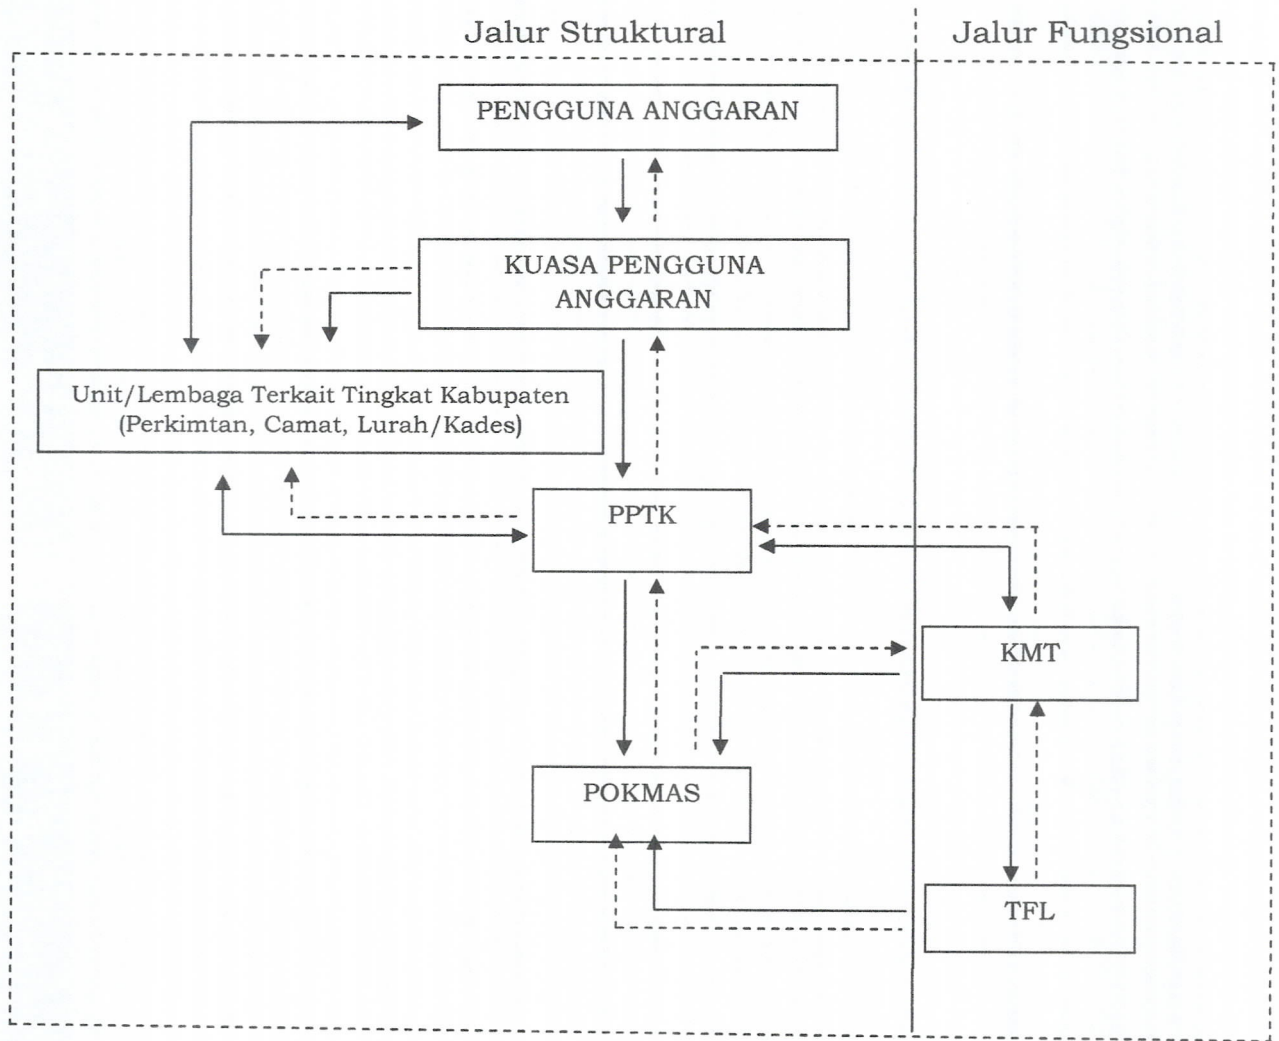 Jalur Struktural
Jalur Fungsional
PENGGUNA ANGGARAN
KUASA PENGGUNA
ANGGARAN
Unit/Lembaga Terkait Tingkat Kabupaten
(Perkimtan, Camat, Lurah/Kades)
PPTK
KMT
POKMAS
TFL